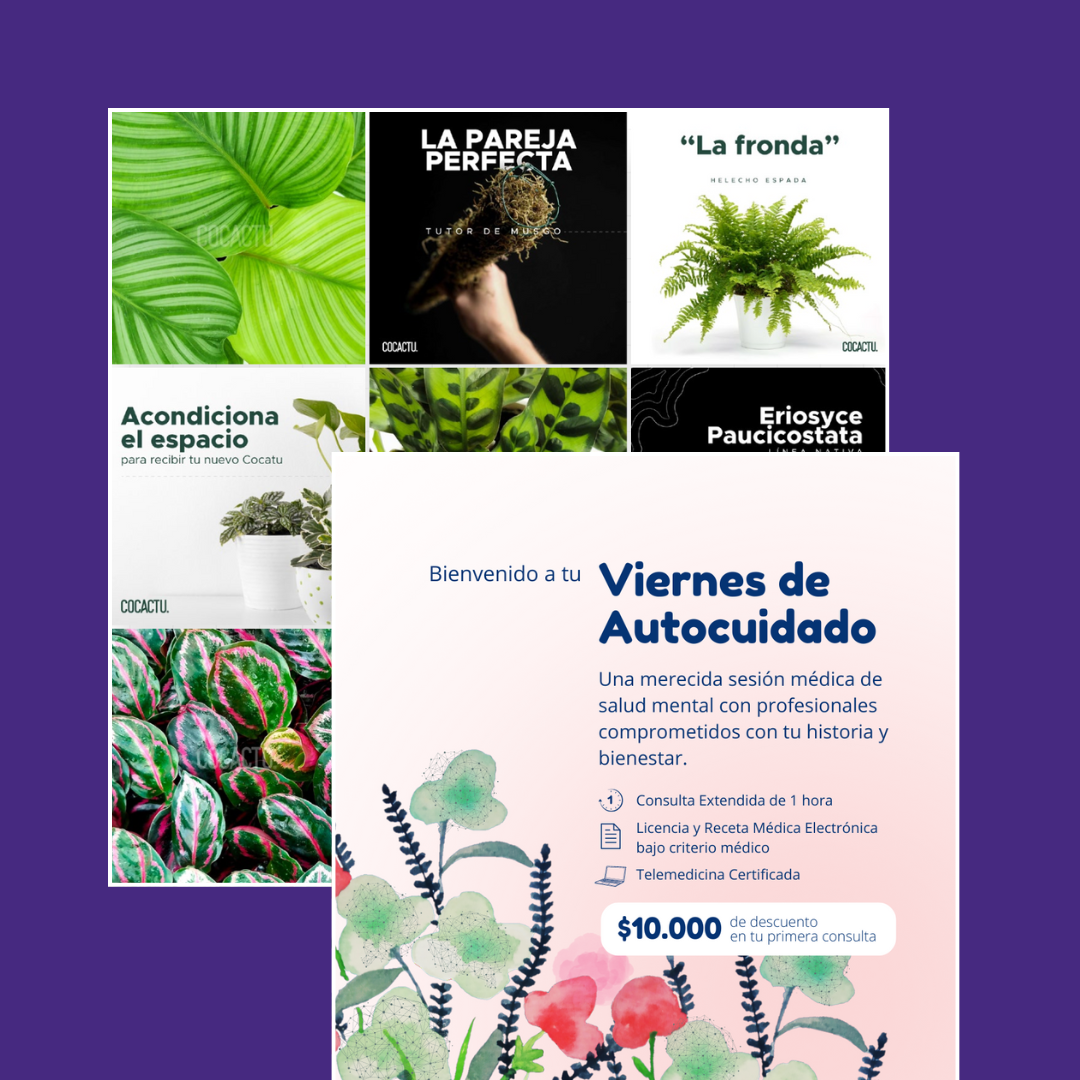 COCACTU.
LA PAREJA
PERFECTA
TUTOR DE MUSGO
COCACTU.
“La fronda”
HELECHO ESPADA
COCACTU.
Acondiciona
el espacio
para recibir tu nuevo Cocatu
COCACTU.
Eriosyce
Paucicostata
LÍNEA NATIVA
COCACTU
Bienvenido a tu
Viernes de
Autocuidado
Una merecida sesión médica de
salud mental con profesionales
comprometidos con tu historia y
bienestar.
1
Consulta Extendida de 1 hora
Licencia y Receta Médica Electrónica
bajo criterio médico
Telemedicina Certificada
$10.000
de descuento
en tu primera consulta